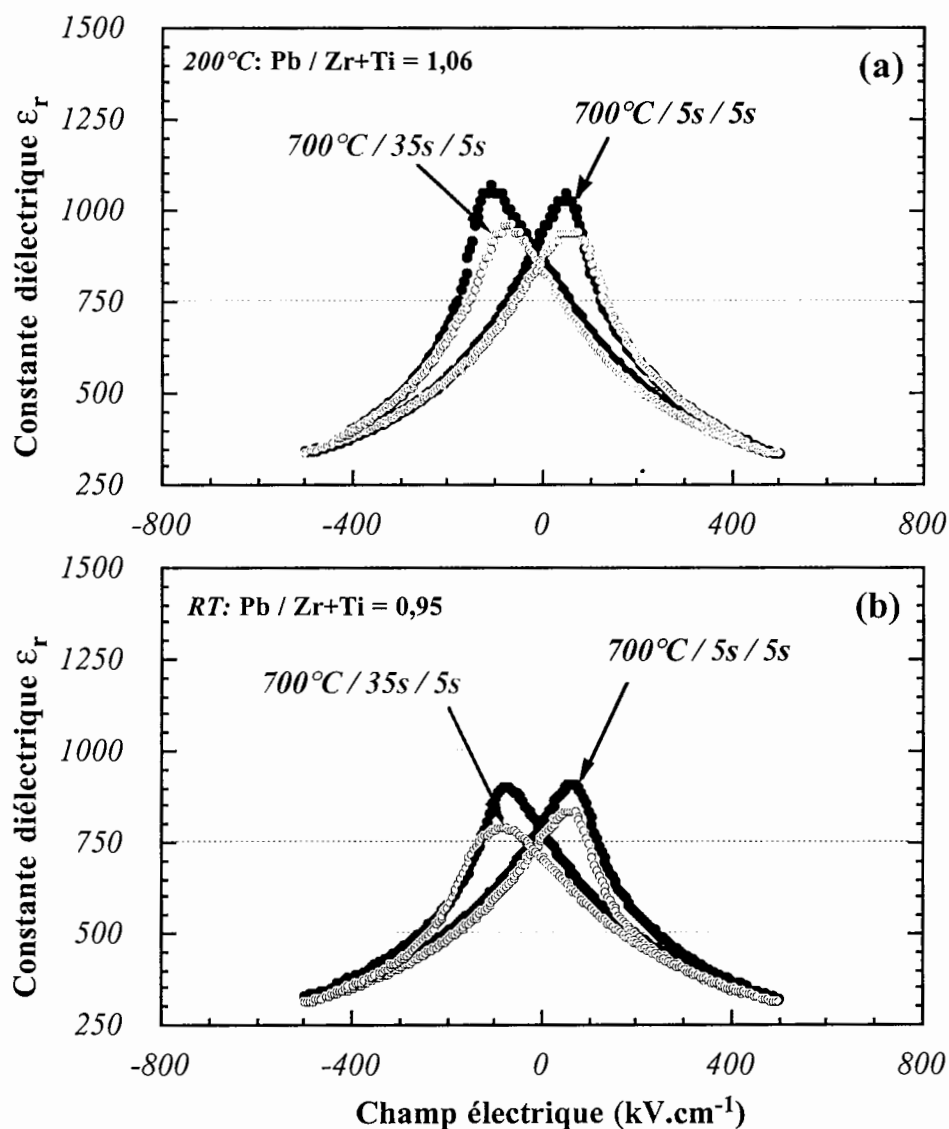 1500
200°C: Pb / Zr+Ti = 1,06
(a)
1250
700°C / 5s / 5s
700°C / 35s / 5s
1000
750
500
250
Constante diélectrique εr
-800
-400
0
400
800
1500
RT: Pb / Zr+Ti = 0,95
(b)
1250
700°C / 5s / 5s
700°C / 35s / 5s
1000
750
500
250
Constante diélectrique εr
-800
-400
0
400
800
Champ électrique (kV.cm⁻¹)